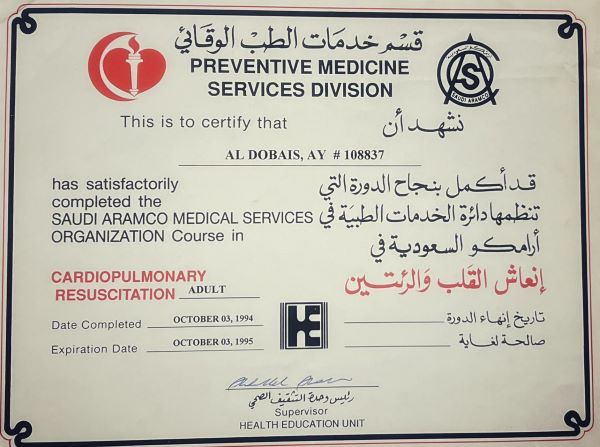 قسم خدمات الطب الوقائي
PREVENTIVE MEDICINE
SERVICES DIVISION
SAUDI ARAMCO
This is to certify that
نشهد أن
AL DOBAIS, AY # 108837
has satisfactorily
completed the
SAUDI ARAMCO MEDICAL SERVICES
ORGANIZATION Course in
قد أكمل بنجاح الدورة التي
تنظمها دائرة الخدمات الطبية في
أرامكو السعودية في
CARDIOPULMONARY
RESUSCITATION ADULT
إنعاش القلب والرئتين
Date Completed OCTOBER 03, 1994
تاريخ إنهاء الدورة
Expiration Date OCTOBER 03, 1995
صالحة لغاية
HE
رئيس وحدة التثقيف الصحي
Supervisor
HEALTH EDUCATION UNIT